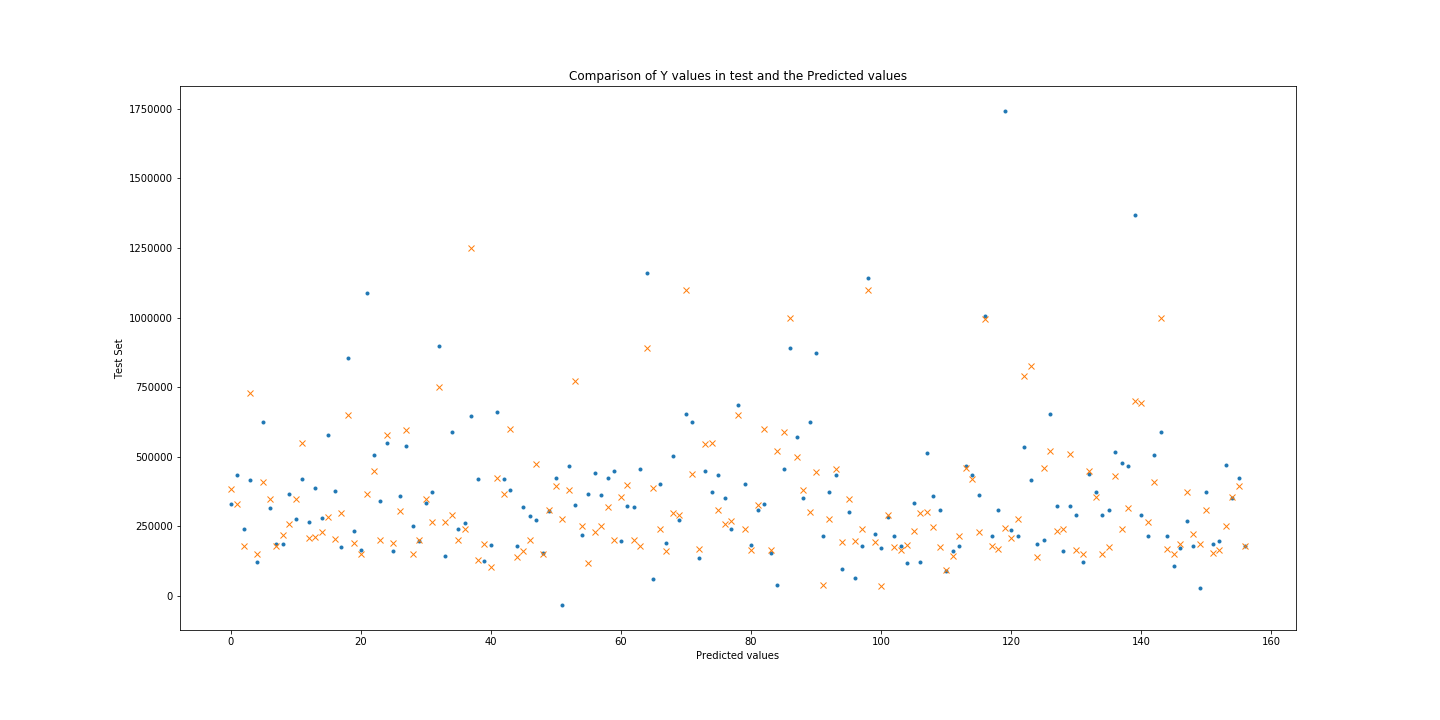 Comparison of Y values in test and the Predicted values
1750000
1500000
1250000
1000000
750000
500000
250000
0
Test Set
0 20 40 60 80 100 120 140 160
Predicted values